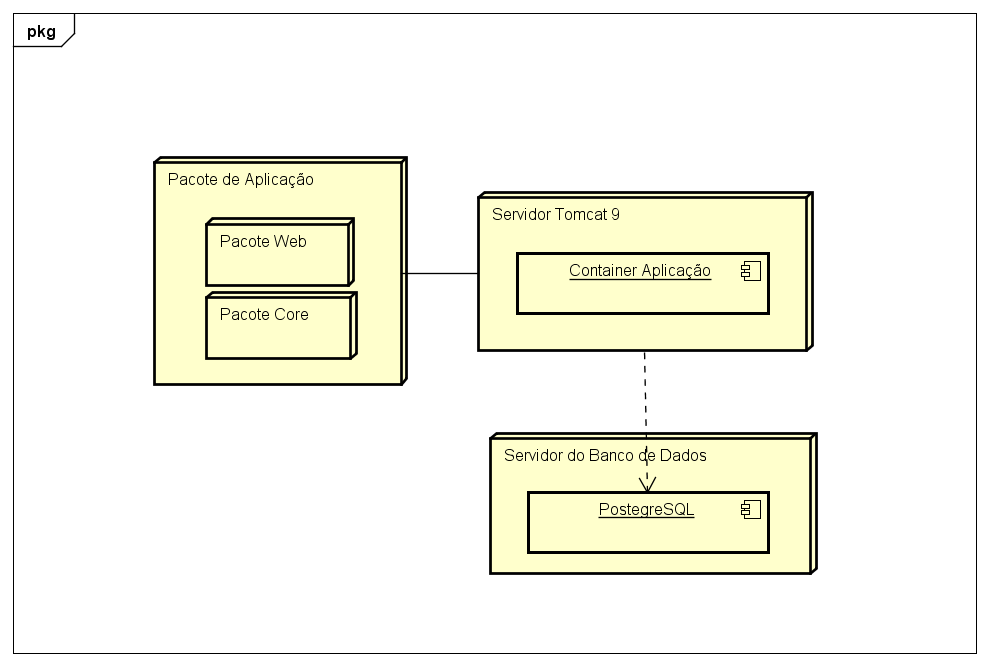 pkg
Pacote de Aplicação
Pacote Web
Pacote Core
Servidor Tomcat 9
Container Aplicação
Servidor do Banco de Dados
PostegreSQL